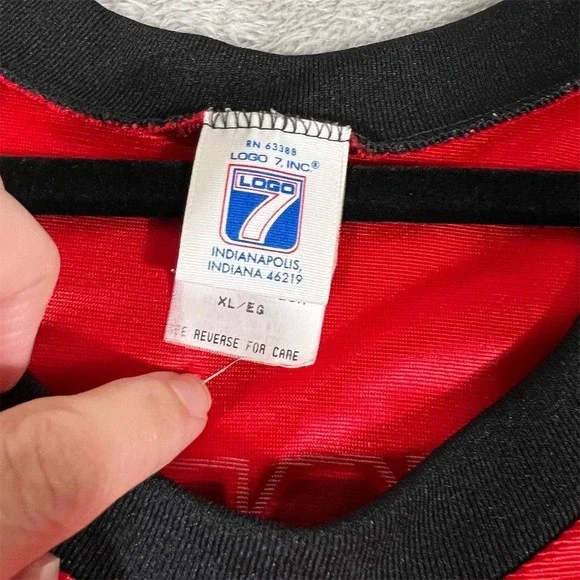 RN 63388
LOGO 7, INC.®
LOGO
7
INDIANAPOLIS,
INDIANA 46219
XL/EG
SEE REVERSE FOR CARE